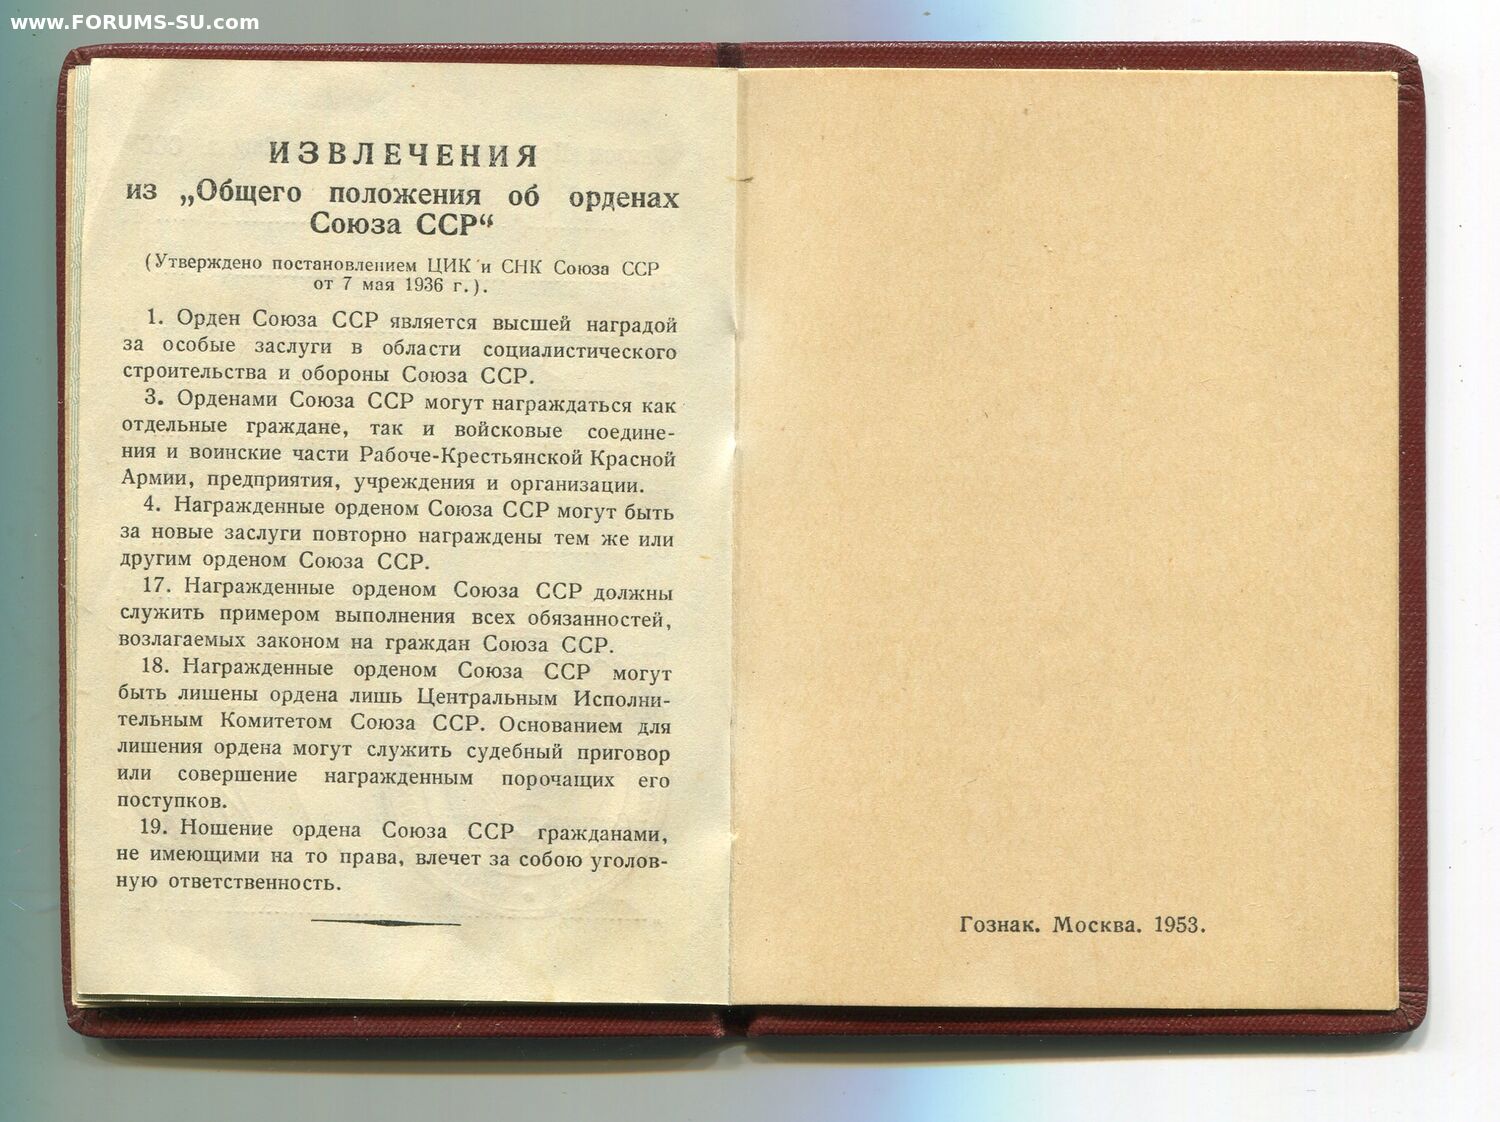 www.FORUMS-SU.com
ИЗВЛЕЧЕНИЯ
из „Общего положения об орденах
Союза ССР“
(Утверждено постановлением ЦИК и СНК Союза ССР
от 7 мая 1936 г.).
1. Орден Союза ССР является высшей наградой
за особые заслуги в области социалистического
строительства и обороны Союза ССР.
3. Орденами Союза ССР могут награждаться как
отдельные граждане, так и войсковые соедине-
ния и воинские части Рабоче-Крестьянской Красной
Армии, предприятия, учреждения и организации.
4. Награжденные орденом Союза ССР могут быть
за новые заслуги повторно награждены тем же или
другим орденом Союза ССР.
17. Награжденные орденом Союза ССР должны
служить примером выполнения всех обязанностей,
возлагаемых законом на граждан Союза ССР.
18. Награжденные орденом Союза ССР могут
быть лишены ордена лишь Центральным Исполни-
тельным Комитетом Союза ССР. Основанием для
лишения ордена могут служить судебный приговор
или совершение награжденным порочащих его
поступков.
19. Ношение ордена Союза ССР гражданами,
не имеющими на то права, влечет за собою уголов-
ную ответственность.
Гознак. Москва. 1953.